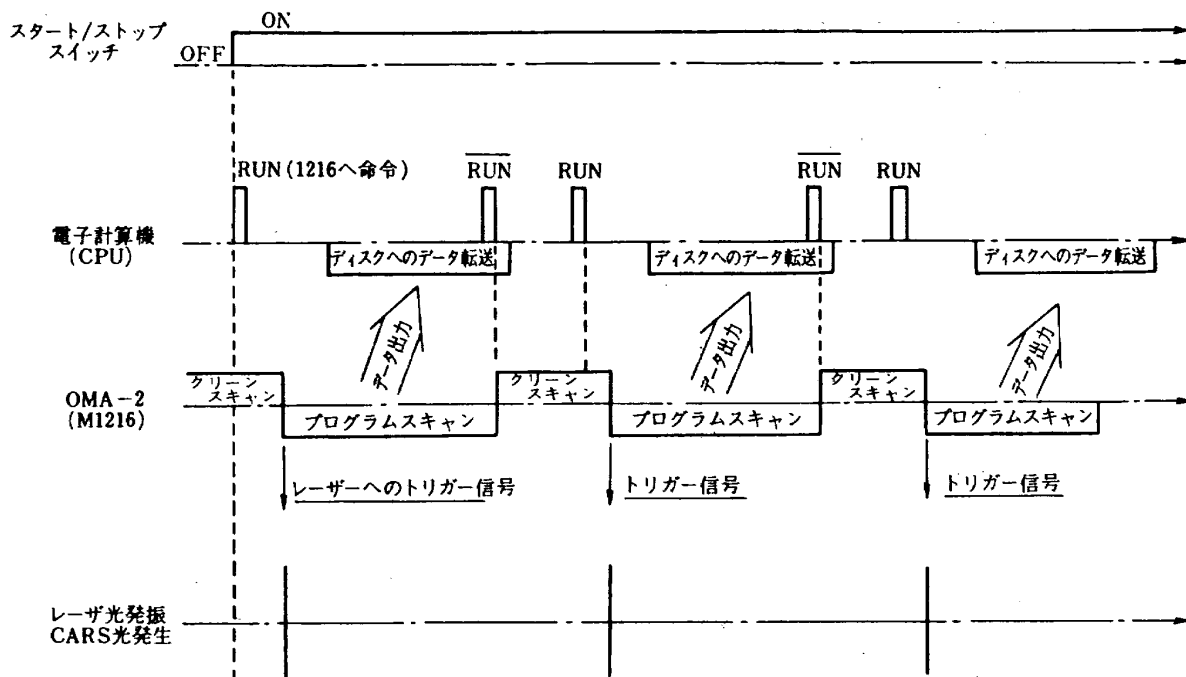 スタート/ストップ
スイッチ
ON
OFF
RUN (1216へ命令)
RUN
RUN
RUN
RUN
電子計算機
(CPU)
ディスクへのデータ転送
ディスクへのデータ転送
ディスクへのデータ転送
データ出力
データ出力
データ出力
OMA-2
(M1216)
クリーン
スキャン
クリーン
スキャン
クリーン
スキャン
プログラムスキャン
プログラムスキャン
プログラムスキャン
レーザーへのトリガー信号
トリガー信号
トリガー信号
レーザ光発振
CARS光発生